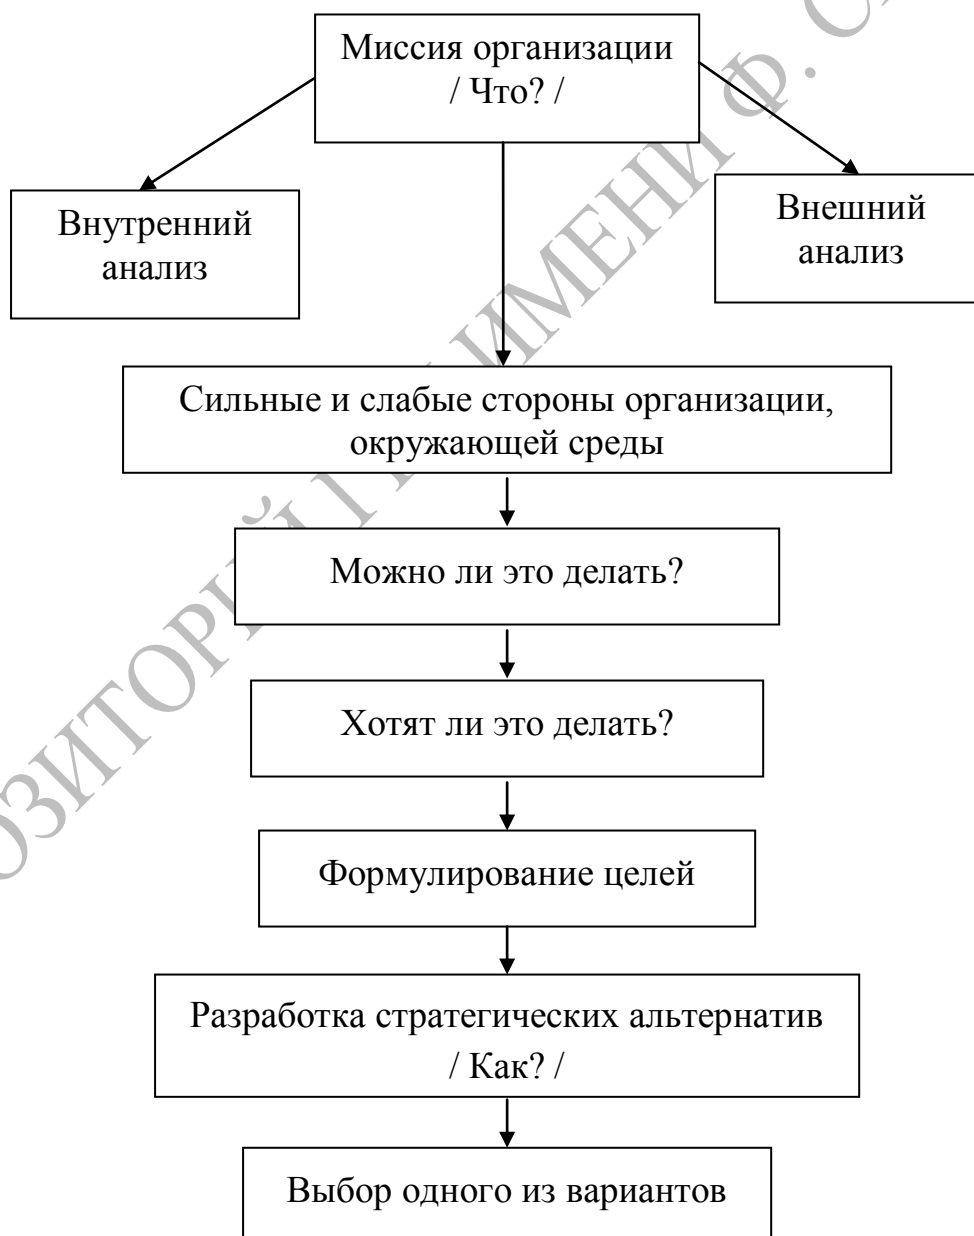 Миссия организации
/ Что? /
Внутренний
анализ
Внешний
анализ
Сильные и слабые стороны организации,
окружающей среды
Можно ли это делать?
Хотят ли это делать?
Формулирование целей
Разработка стратегических альтернатив
/ Как? /
Выбор одного из вариантов
ИМЕНИ Ф.